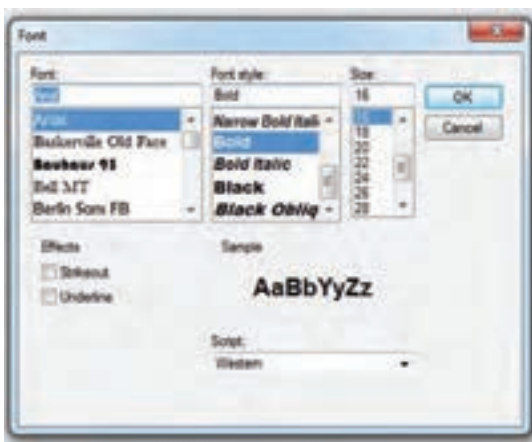 Font
Font:
Arial
Arial
Baskerville Old Face
Bauhaus 93
Bell MT
Berlin Sans FB
Font style:
Bold
Narrow Bold Itali
Bold
Bold Italic
Black
Black Obliq
Size:
16
16
18
20
22
24
26
28
OK
Cancel
Effects
Strikeout
Underline
Sample
AaBbYyZz
Script:
Western